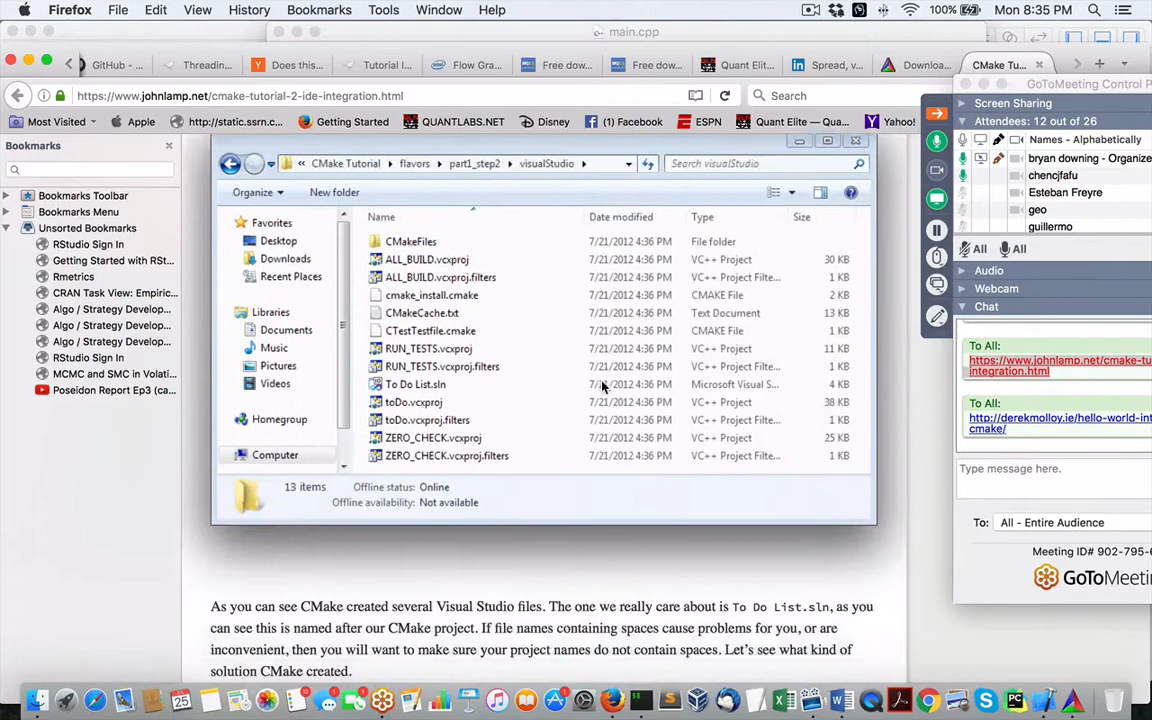 Firefox File Edit View History Bookmarks Tools Window Help 100% Mon 8:35 PM
main.cpp
GitHub - ... Threadin... Does this... Tutorial I... Flow Gra... Free dow... Free dow... Quant Elite... Spread, v... Downloa... CMake Tu...
GoToMeeting Control P
https://www.johnlamp.net/cmake-tutorial-2-ide-integration.html Search
Most Visited Apple http://static.ssrn.c... Getting Started QUANTLABS.NET Disney (1) Facebook ESPN Quant Elite — Qua... Yahoo!
Bookmarks
Bookmarks Toolbar
Bookmarks Menu
Unsorted Bookmarks
RStudio Sign In
Getting Started with RSt...
Rmetrics
CRAN Task View: Empiric...
Algo / Strategy Develop...
Algo / Strategy Develop...
Algo / Strategy Develop...
RStudio Sign In
MCMC and SMC in Volati...
Poseidon Report Ep3 (ca...
« CMake Tutorial flavors part1_step2 visualStudio Search visualStudio
Organize New folder
Favorites
Desktop
Downloads
Recent Places
Libraries
Documents
Music
Pictures
Videos
Homegroup
Computer
Name Date modified Type Size
CMakeFiles 7/21/2012 4:36 PM File folder
ALL_BUILD.vcxproj 7/21/2012 4:36 PM VC++ Project 30 KB
ALL_BUILD.vcxproj.filters 7/21/2012 4:36 PM VC++ Project Filte... 1 KB
cmake_install.cmake 7/21/2012 4:36 PM CMAKE File 2 KB
CMakeCache.txt 7/21/2012 4:36 PM Text Document 13 KB
CTestTestfile.cmake 7/21/2012 4:36 PM CMAKE File 1 KB
RUN_TESTS.vcxproj 7/21/2012 4:36 PM VC++ Project 11 KB
RUN_TESTS.vcxproj.filters 7/21/2012 4:36 PM VC++ Project Filte... 1 KB
To Do List.sln 7/21/2012 4:36 PM Microsoft Visual S... 4 KB
toDo.vcxproj 7/21/2012 4:36 PM VC++ Project 38 KB
toDo.vcxproj.filters 7/21/2012 4:36 PM VC++ Project Filte... 1 KB
ZERO_CHECK.vcxproj 7/21/2012 4:36 PM VC++ Project 25 KB
ZERO_CHECK.vcxproj.filters 7/21/2012 4:36 PM VC++ Project Filte... 1 KB
13 items Offline status: Online
Offline availability: Not available
As you can see CMake created several Visual Studio files. The one we really care about is To Do List.sln, as you
can see this is named after our CMake project. If file names containing spaces cause problems for you, or are
inconvenient, then you will want to make sure your project names do not contain spaces. Let's see what kind of
solution CMake created.
Screen Sharing
Attendees: 12 out of 26
Names - Alphabetically
bryan downing - Organize
chencjfafu
Esteban Freyre
geo
guillermo
All All
Audio
Webcam
Chat
To All:
https://www.johnlamp.net/cmake-tu
integration.html
To All:
http://derekmolloy.ie/hello-world-int
cmake/
Type message here.
To: All - Entire Audience
Meeting ID# 902-795-
GoToMeeti